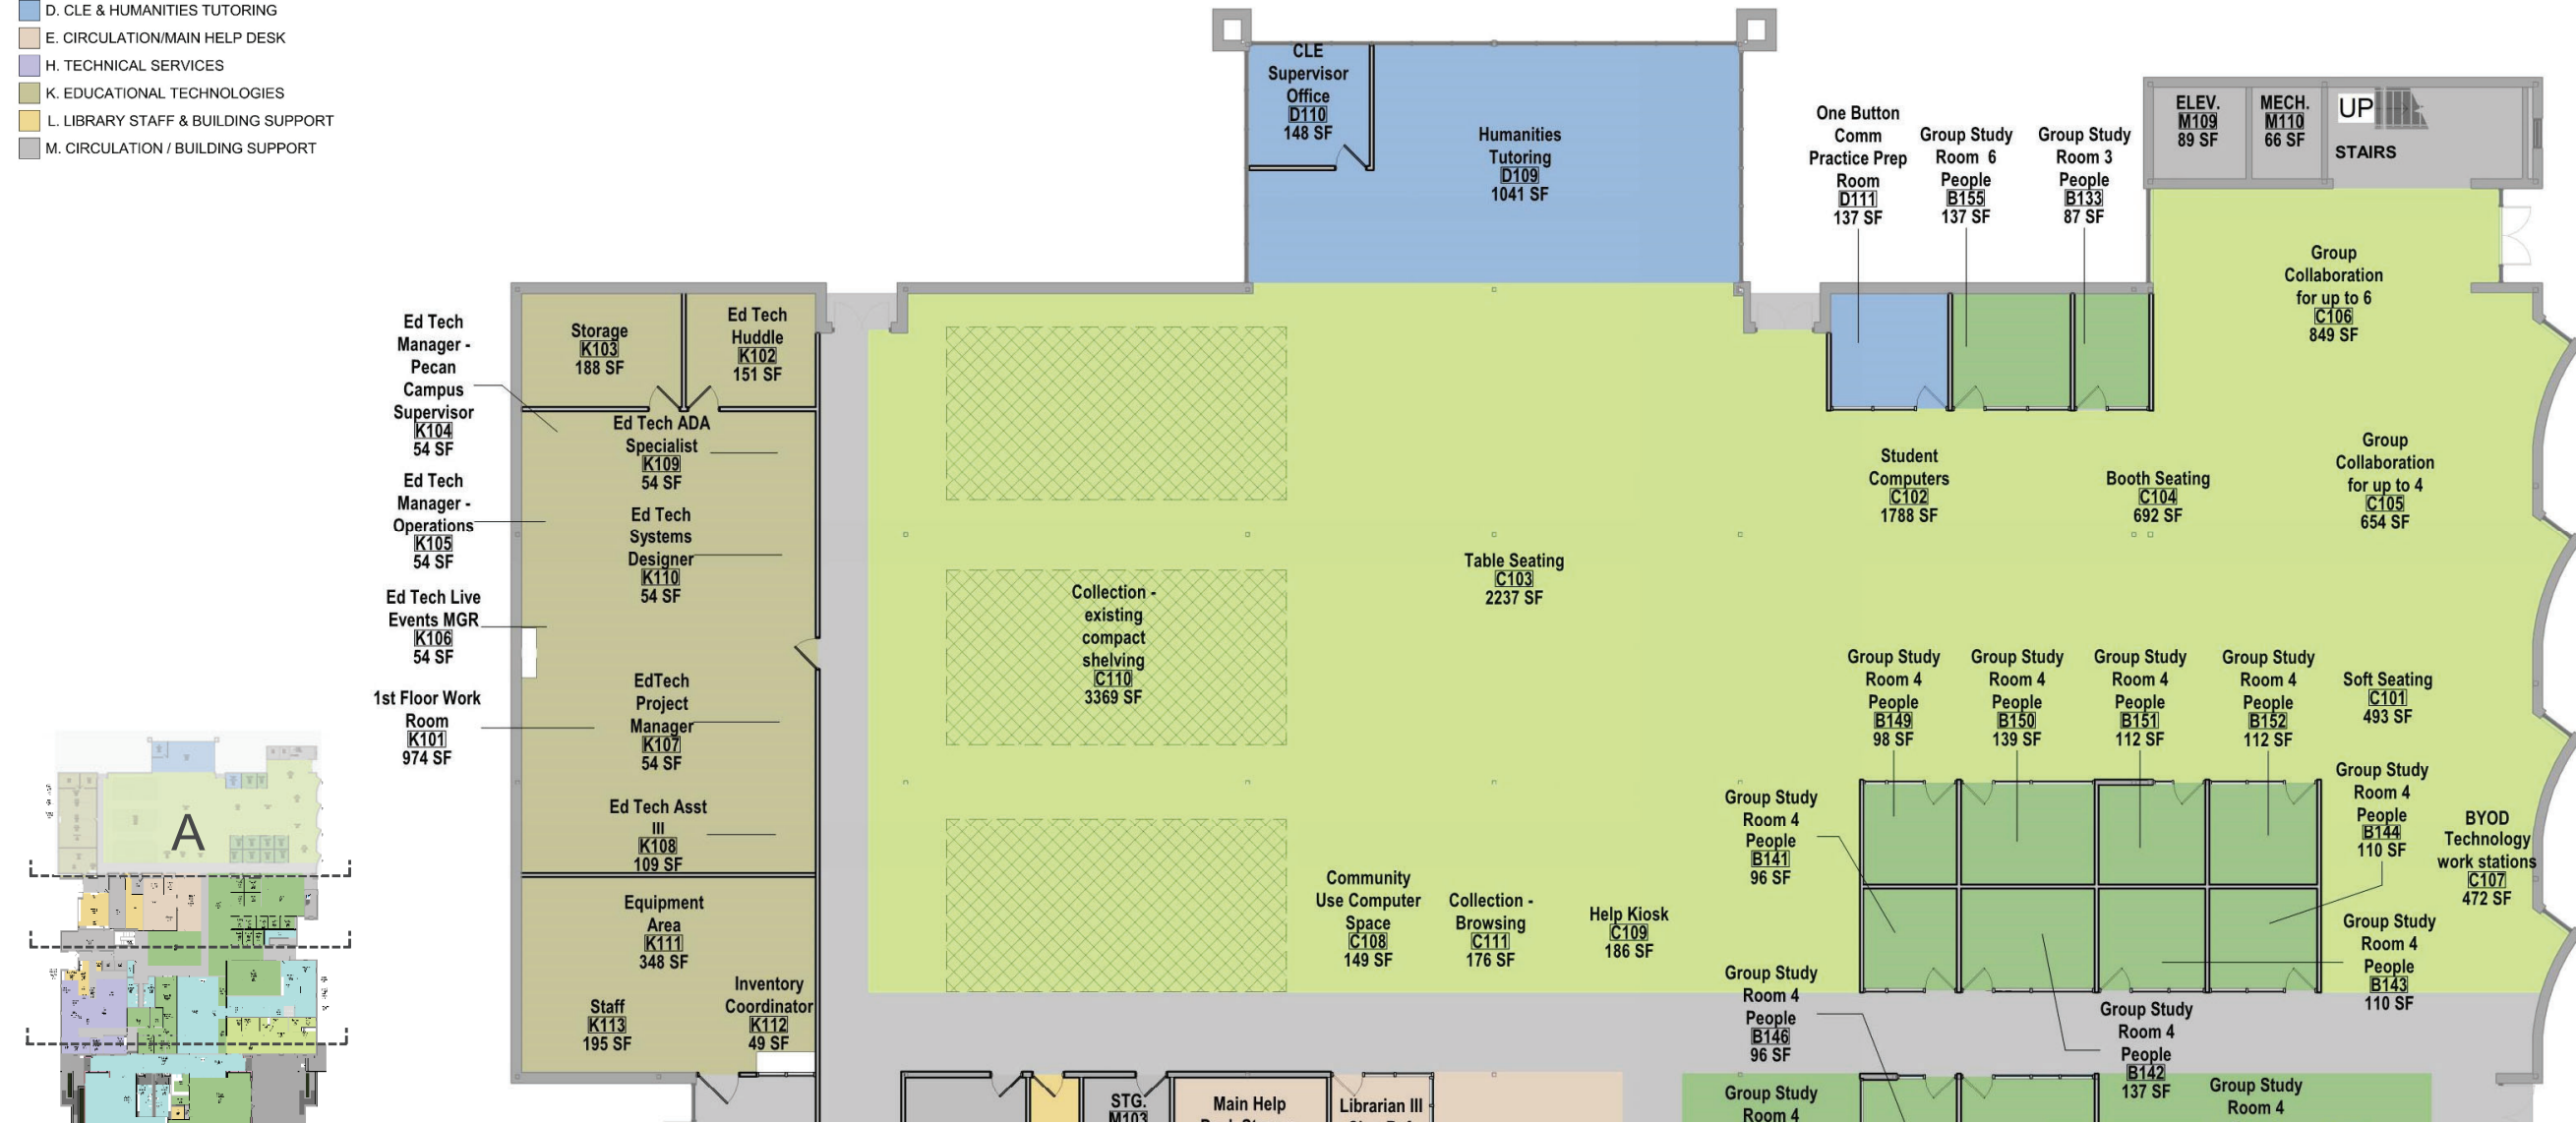 D. CLE & HUMANITIES TUTORING
E. CIRCULATION/MAIN HELP DESK
H. TECHNICAL SERVICES
K. EDUCATIONAL TECHNOLOGIES
L. LIBRARY STAFF & BUILDING SUPPORT
M. CIRCULATION / BUILDING SUPPORT
CLE
Supervisor
Office
D110
148 SF
Humanities
Tutoring
D109
1041 SF
One Button
Comm
Practice Prep
Room
D111
137 SF
Group Study
Room 6
People
B155
137 SF
Group Study
Room 3
People
B133
87 SF
ELEV.
M109
89 SF
MECH.
M110
66 SF
UP
STAIRS
Group
Collaboration
for up to 6
C106
849 SF
Ed Tech
Manager -
Pecan
Campus
Supervisor
K104
54 SF
Storage
K103
188 SF
Ed Tech
Huddle
K102
151 SF
Ed Tech ADA
Specialist
K109
54 SF
Ed Tech
Manager -
Operations
K105
54 SF
Ed Tech
Systems
Designer
K110
54 SF
Ed Tech Live
Events MGR
K106
54 SF
1st Floor Work
Room
K101
974 SF
EdTech
Project
Manager
K107
54 SF
Ed Tech Asst
III
K108
109 SF
Equipment
Area
K111
348 SF
Staff
K113
195 SF
Inventory
Coordinator
K112
49 SF
Collection -
existing
compact
shelving
C110
3369 SF
Table Seating
C103
2237 SF
Student
Computers
C102
1788 SF
Booth Seating
C104
692 SF
Group
Collaboration
for up to 4
C105
654 SF
Group Study
Room 4
People
B149
98 SF
Group Study
Room 4
People
B150
139 SF
Group Study
Room 4
People
B151
112 SF
Group Study
Room 4
People
B152
112 SF
Soft Seating
C101
493 SF
Group Study
Room 4
People
B141
96 SF
Group Study
Room 4
People
B144
110 SF
BYOD
Technology
work stations
C107
472 SF
Community
Use Computer
Space
C108
149 SF
Collection -
Browsing
C111
176 SF
Help Kiosk
C109
186 SF
Group Study
Room 4
People
B143
110 SF
Group Study
Room 4
People
B146
96 SF
Group Study
Room 4
People
B142
137 SF
Group Study
Room 4
Group Study
Room 4
STG.
M103
Main Help
Librarian III
A